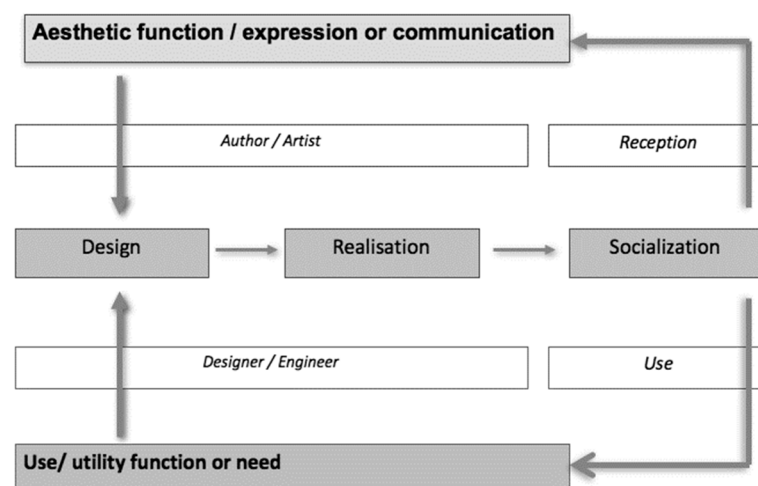 Aesthetic function / expression or communication
Author / Artist
Reception
Design
Realisation
Socialization
Designer / Engineer
Use
Use/ utility function or need